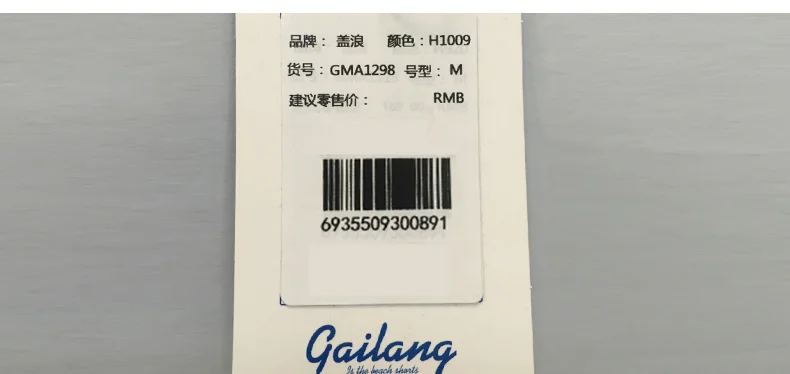 品牌： 盖浪 颜色：H1009
货号：GMA1298 号型： M
建议零售价： RMB
6935509300891
Gailang
Is the beach shorts